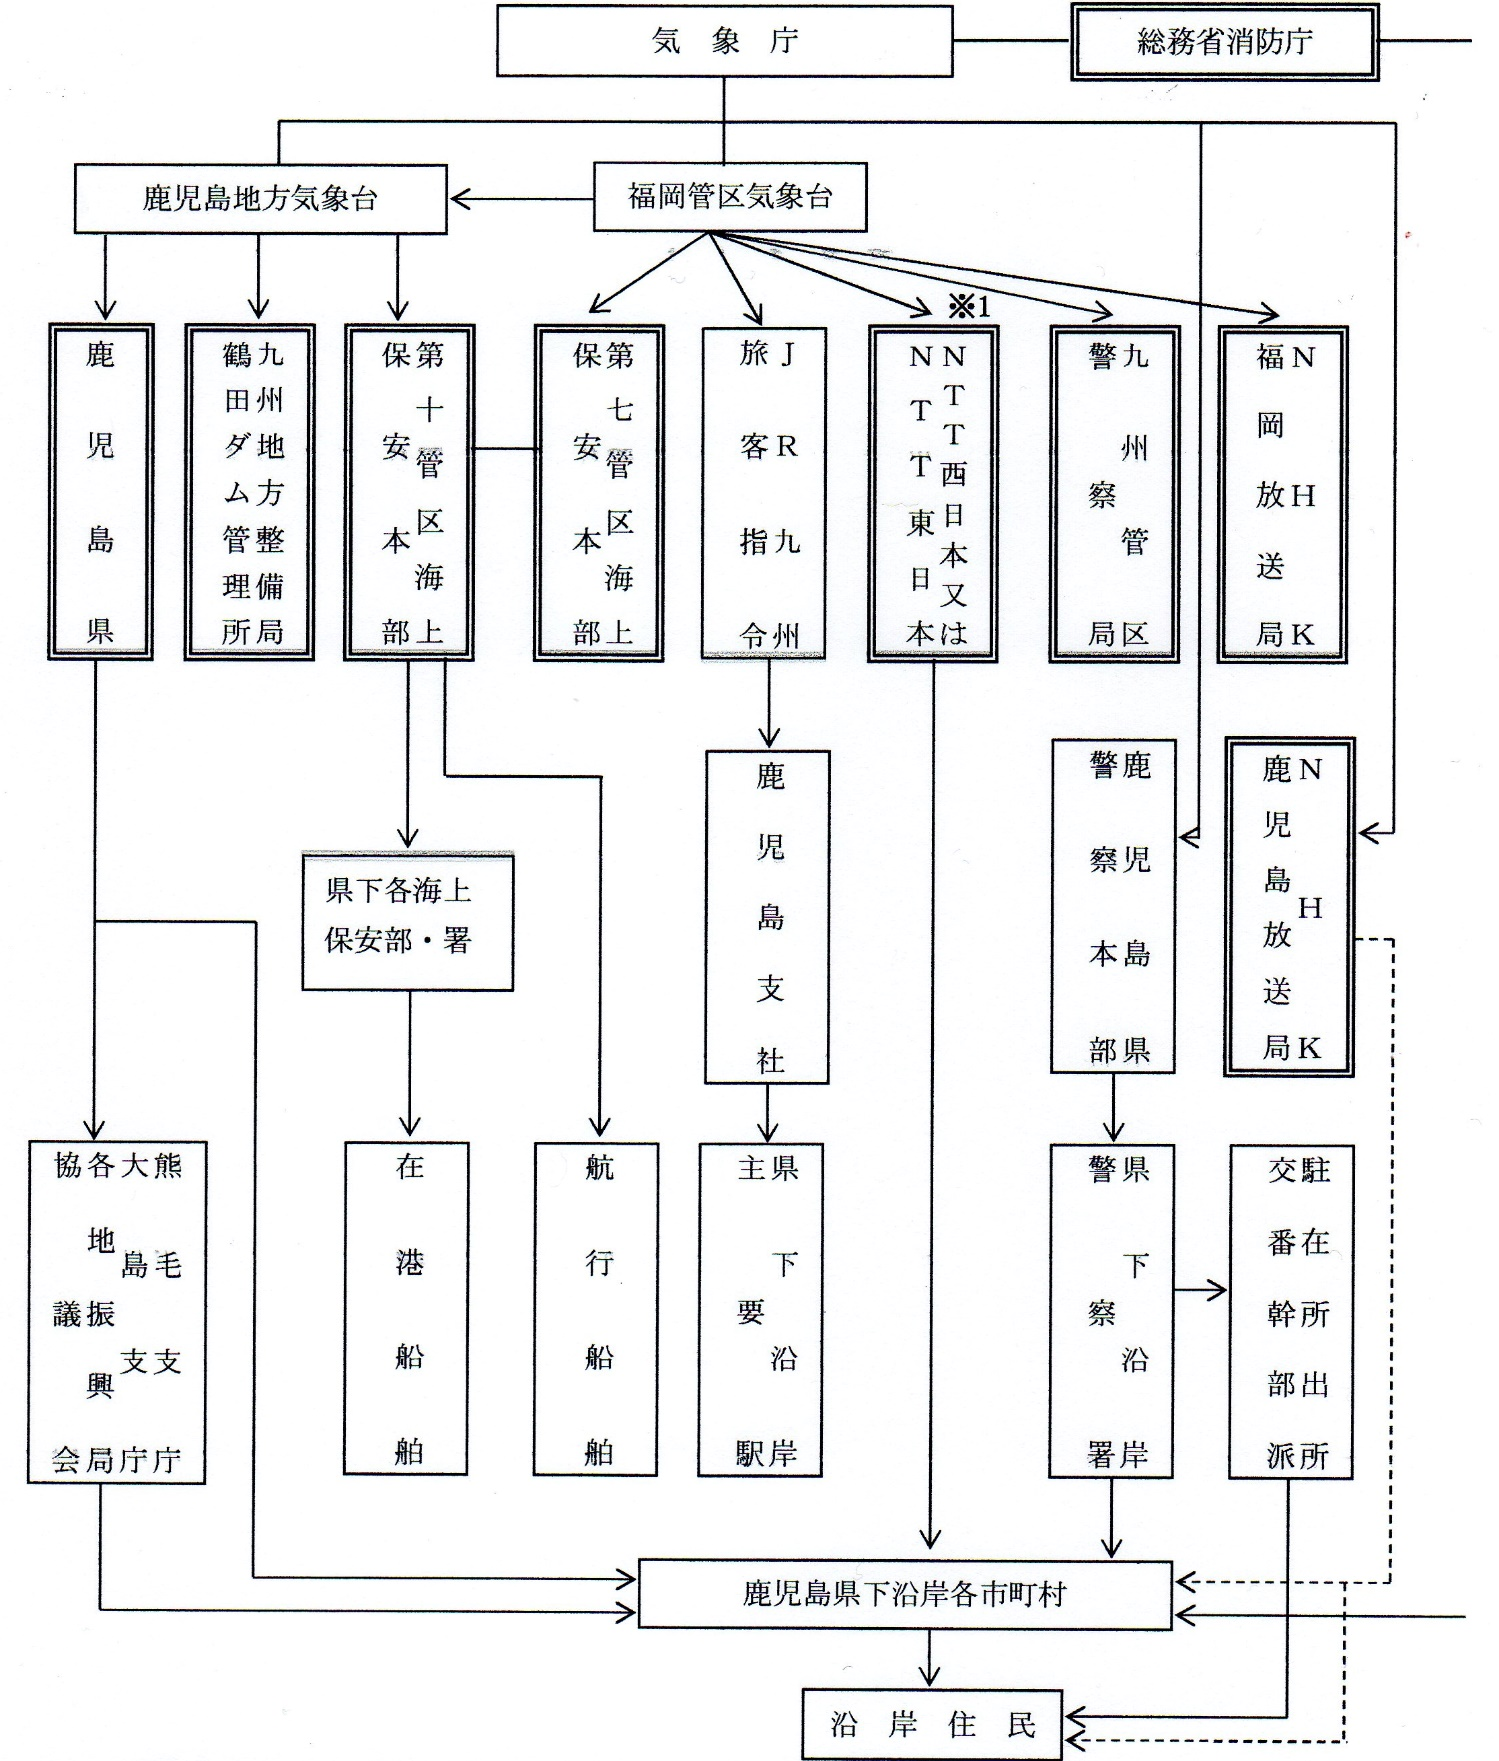 気象庁
総務省消防庁
鹿児島地方気象台
福岡管区気象台
※1
鹿児島県
九州地方整備局
鶴田ダム管理所
第十管区海上
保安本部
第七管区海上
保安本部
JR九州
旅客指令
NTT西日本又は
NTT東日本
九州管区
警察局
NHK
福岡放送局
鹿児島支社
鹿児島県
警察本部
NHK
鹿児島放送局
県下各海上
保安部・署
熊毛支庁
大島支庁
各地振興局
協議会
在港船舶
航行船舶
県下沿岸
主要駅
県下沿岸
警察署
駐在所出所
交番幹部派
鹿児島県下沿岸各市町村
沿岸住民